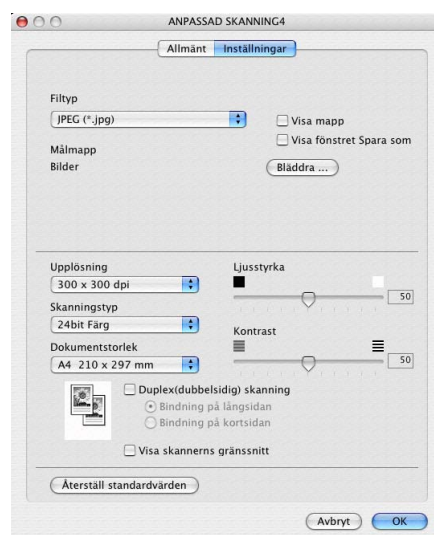 ANPASSAD SKANNING4
Allmänt Inställningar
Filtyp
JPEG (*.jpg)
Visa mapp
Visa fönstret Spara som
Målmapp
Bilder
Bläddra ...
Upplösning
300 x 300 dpi
Skanningstyp
24bit Färg
Dokumentstorlek
A4 210 x 297 mm
Ljusstyrka
50
Kontrast
50
Duplex(dubbelsidig) skanning
Bindning på långsidan
Bindning på kortsidan
Visa skannerns gränssnitt
Återställ standardvärden
Avbryt OK